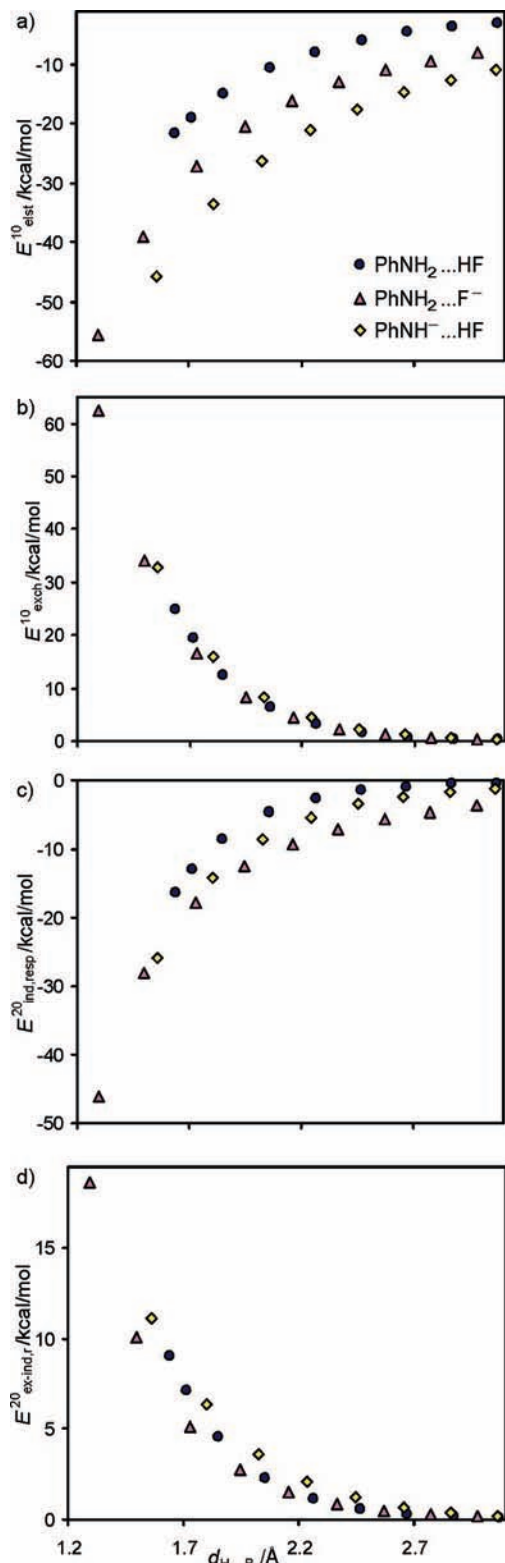 a)
-10
-20
-30
-40
-50
-60
E¹⁰elst/kcal/mol
PhNH₂...HF
PhNH₂...F⁻
PhNH⁻...HF
b)
60
50
40
30
20
10
0
E¹⁰exch/kcal/mol
c)
0
-10
-20
-30
-40
-50
E²⁰ind,resp/kcal/mol
d)
15
10
5
0
E²⁰ex-ind,r/kcal/mol
1.2 1.7 2.2 2.7